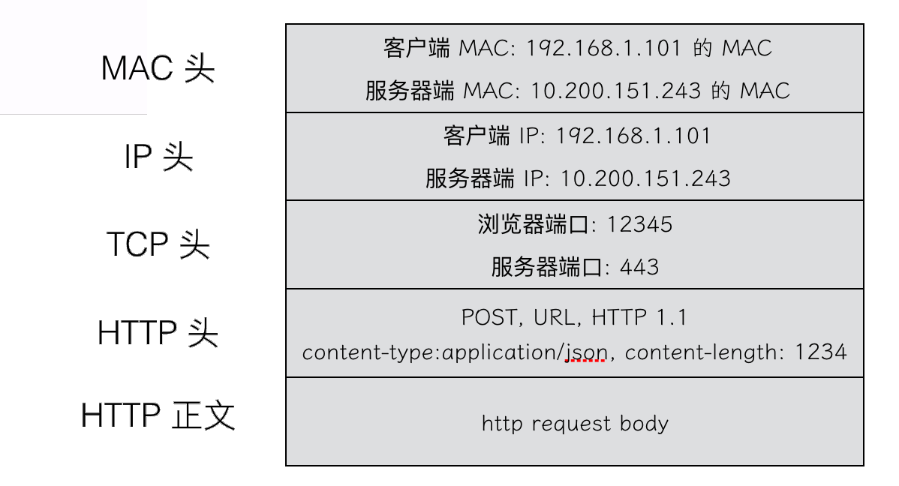 MAC 头
客户端 MAC: 192.168.1.101 的 MAC
服务器端 MAC: 10.200.151.243 的 MAC
IP 头
客户端 IP: 192.168.1.101
服务器端 IP: 10.200.151.243
TCP 头
浏览器端口: 12345
服务器端口: 443
HTTP 头
POST, URL, HTTP 1.1
content-type:application/json, content-length: 1234
HTTP 正文
http request body